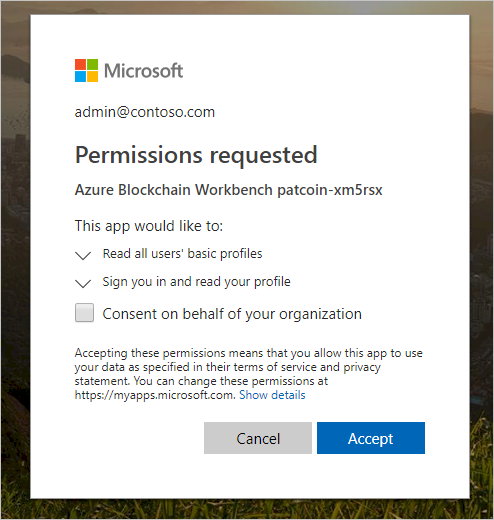 Microsoft
admin@contoso.com
Permissions requested
Azure Blockchain Workbench patcoin-xm5rsx
This app would like to:
Read all users' basic profiles
Sign you in and read your profile
Consent on behalf of your organization
Accepting these permissions means that you allow this app to use
your data as specified in their terms of service and privacy
statement. You can change these permissions at
https://myapps.microsoft.com. Show details
Cancel
Accept